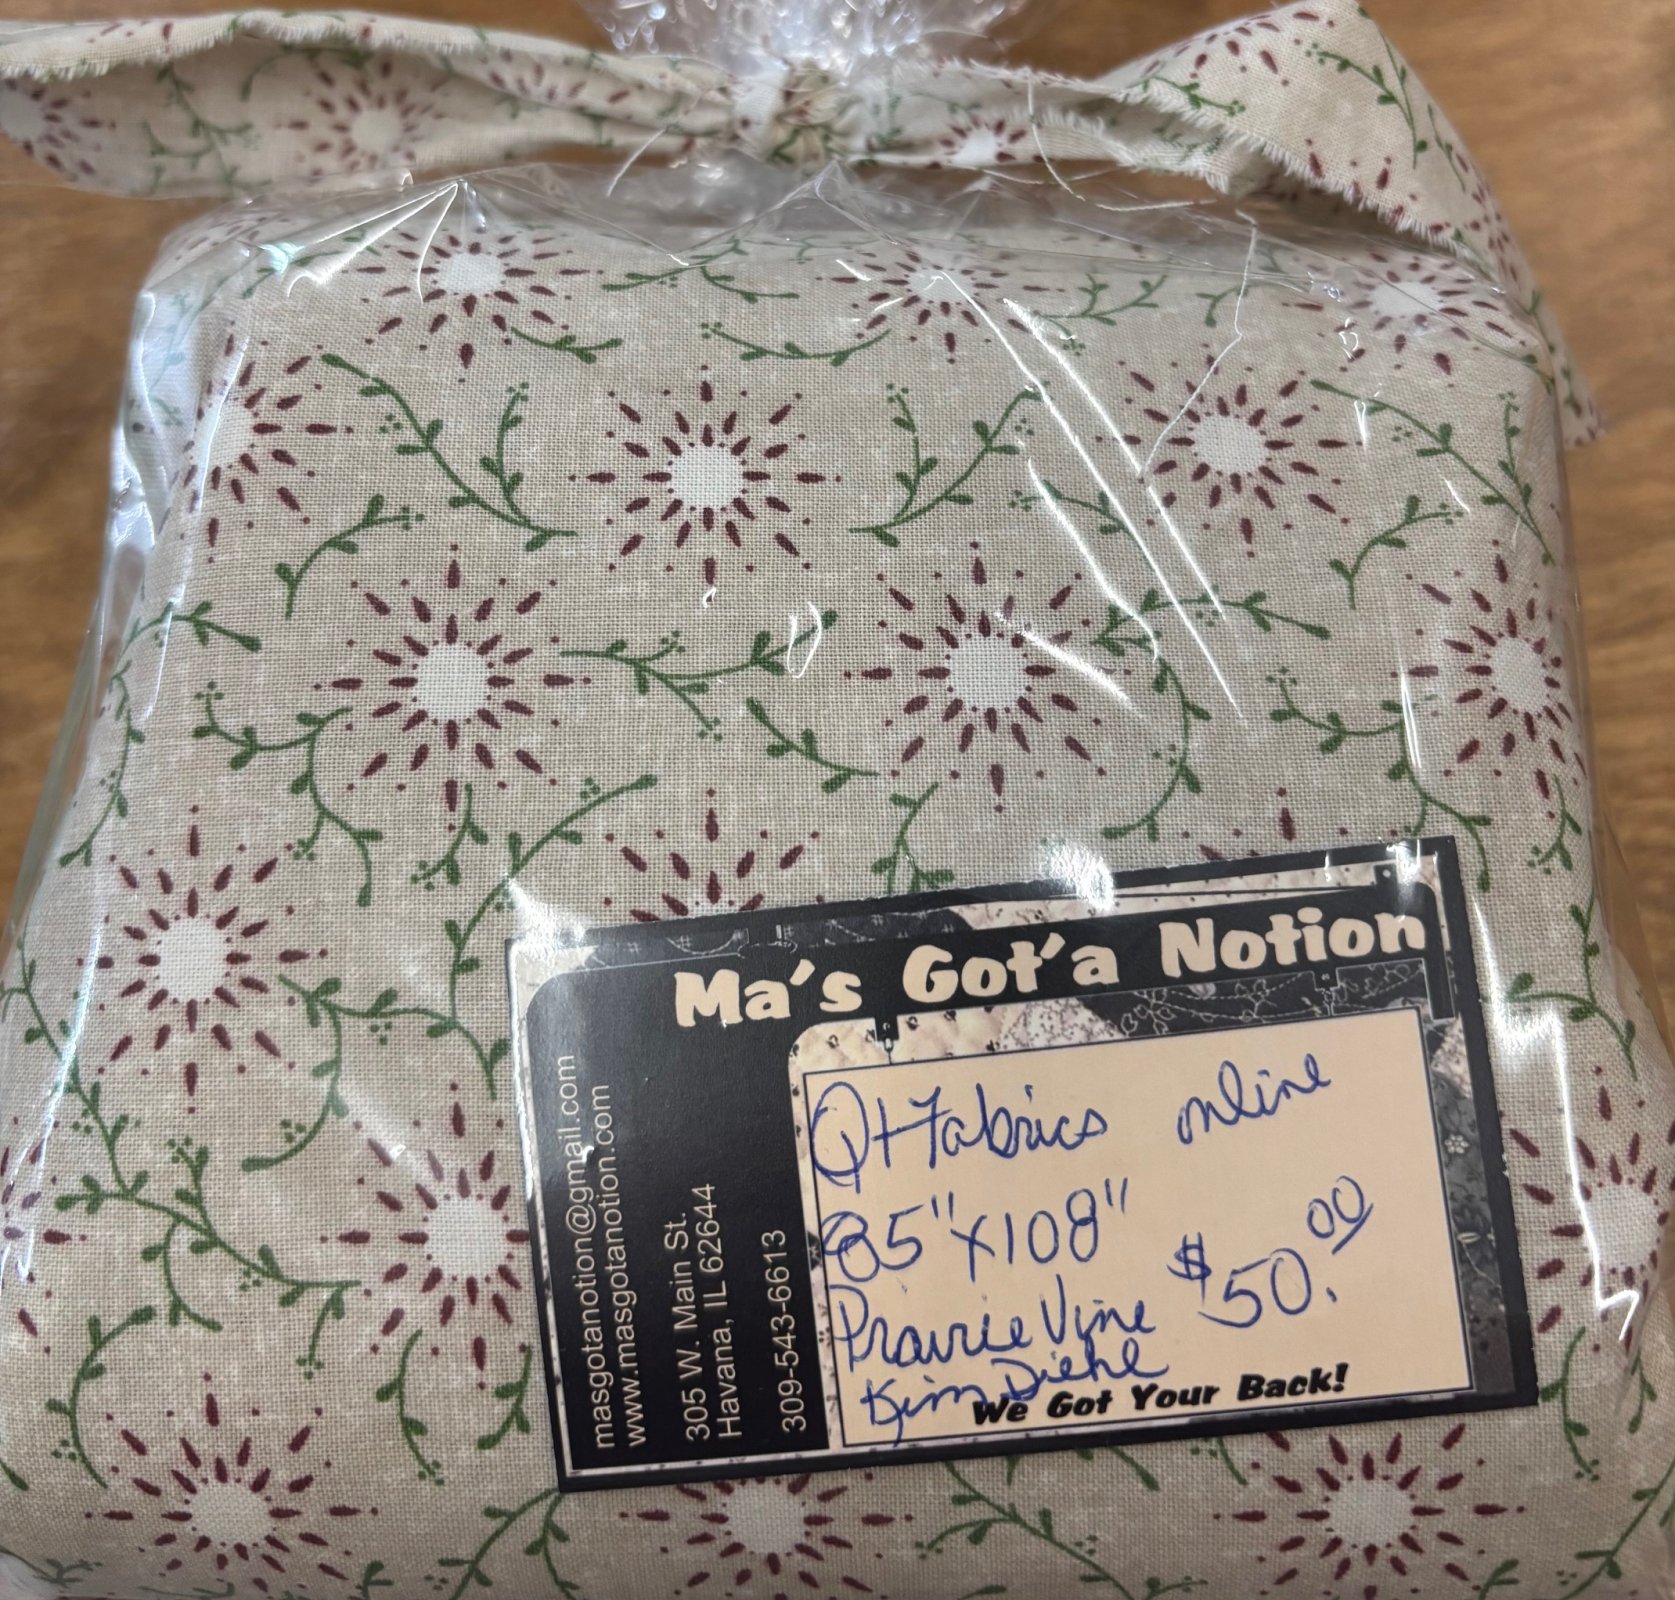 Ma's Got'a Notion
masgotanotion@gmail.com
www.masgotanotion.com
305 W. Main St.
Havana, IL 62644
309-543-6613
Qt Fabrics online
85" x 108"
Prairie Vine $50.00
Kim Diehl
We Got Your Back!